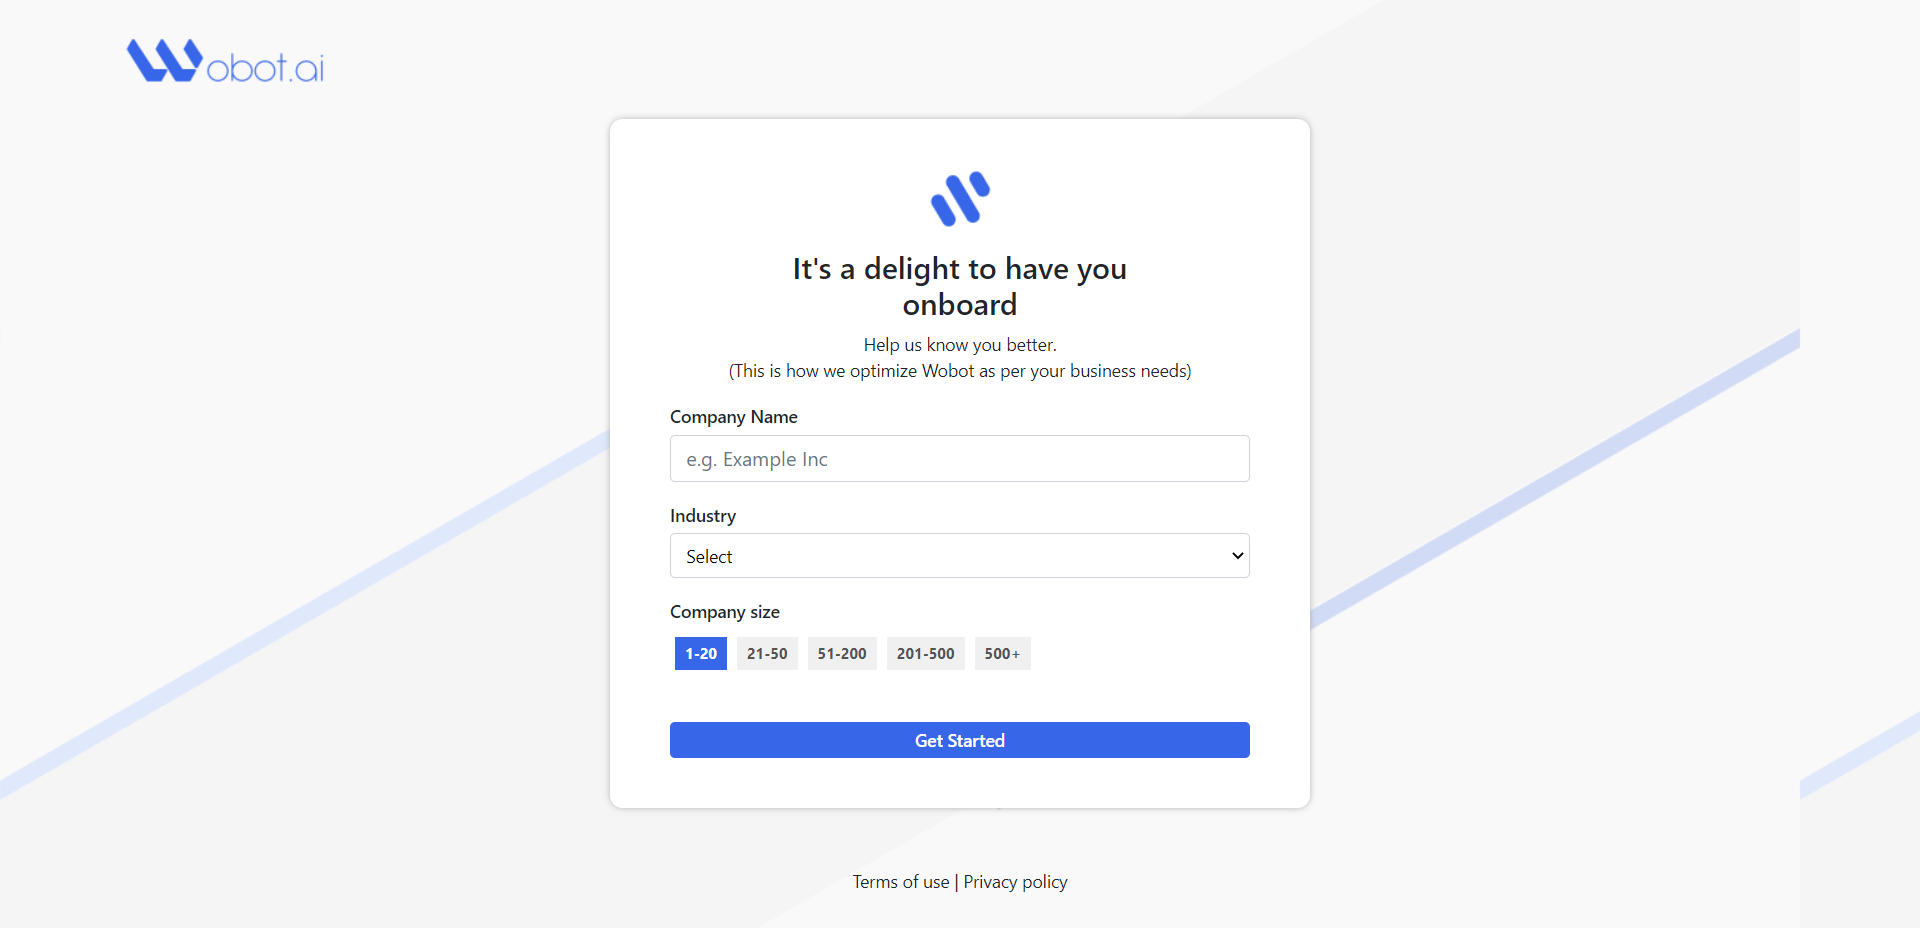 Wobot.ai
It's a delight to have you
onboard
Help us know you better.
(This is how we optimize Wobot as per your business needs)
Company Name
e.g. Example Inc
Industry
Select
Company size
1-20 21-50 51-200 201-500 500+
Get Started
Terms of use | Privacy policy